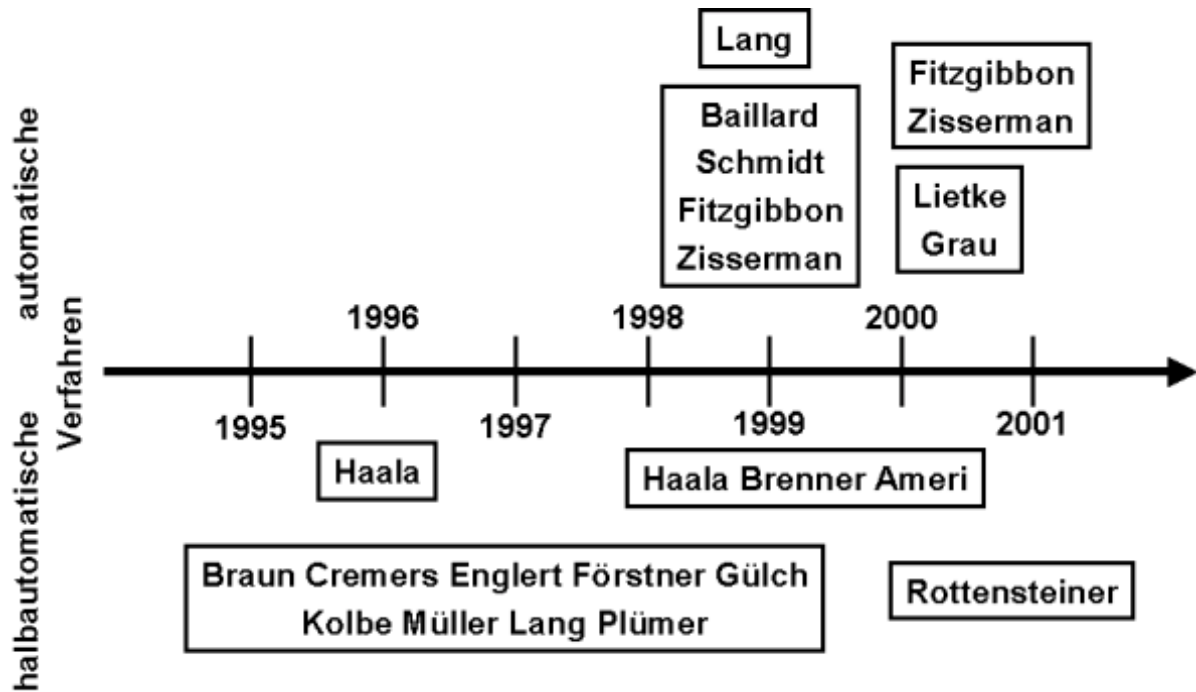 Lang
Fitzgibbon
Zisserman
Baillard
Schmidt
Fitzgibbon
Zisserman
Lietke
Grau
automatische
Verfahren
halbautomatische
1996
1998
2000
1995
1997
1999
2001
Haala
Haala Brenner Ameri
Braun Cremers Englert Förstner Gülch
Kolbe Müller Lang Plümer
Rottensteiner